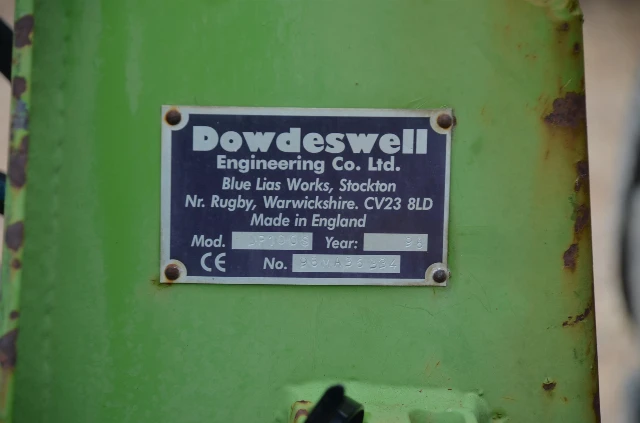 Dowdeswell
Engineering Co. Ltd.
Blue Lias Works, Stockton
Nr. Rugby, Warwickshire. CV23 8LD
Made in England
Mod. Year:
CE No.